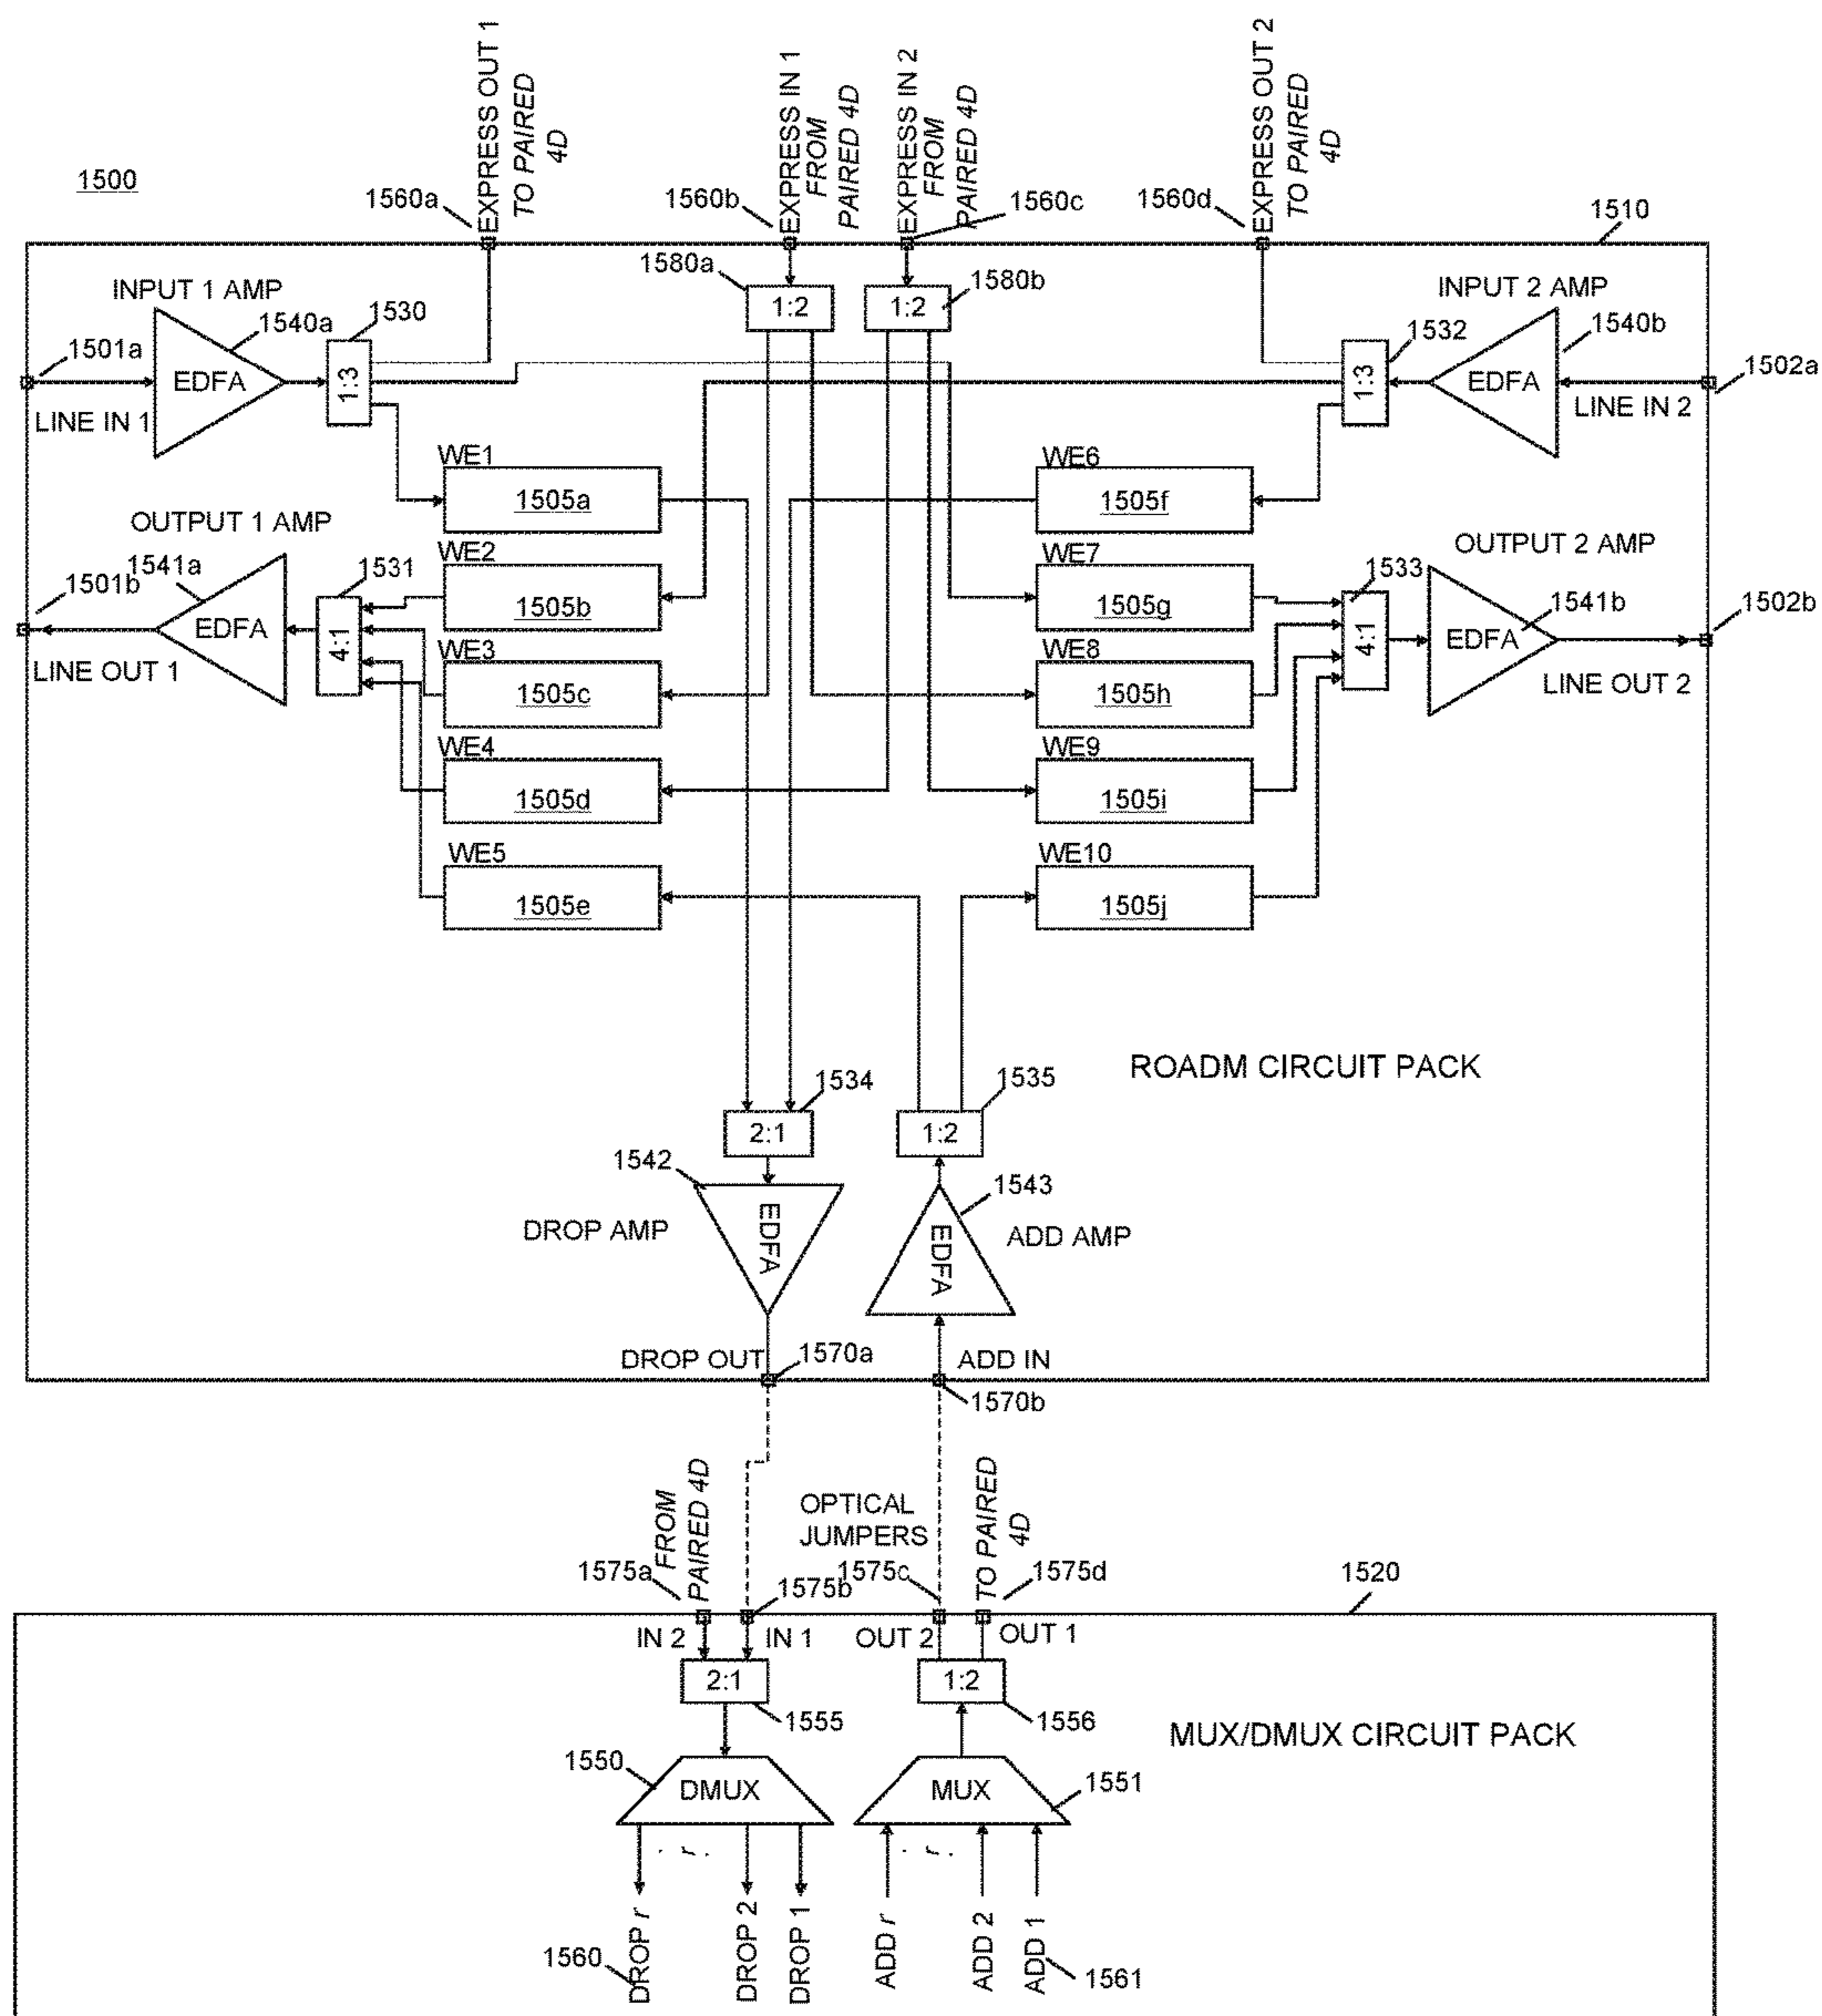 1500
1560a
EXPRESS OUT 1
TO PAIRED
4D
1560b
EXPRESS IN 1
FROM
PAIRED 4D
EXPRESS IN 2
FROM
PAIRED 4D
1560c
1560d
EXPRESS OUT 2
TO PAIRED
4D
1510
INPUT 1 AMP
1540a
1530
1580a
1:2
1:2
1580b
INPUT 2 AMP
1532
1540b
1501a
EDFA
1:3
1:3
EDFA
1502a
LINE IN 1
LINE IN 2
WE1
1505a
WE6
1505f
OUTPUT 1 AMP
1541a
1531
WE2
1505b
WE7
1505g
OUTPUT 2 AMP
1533
1501b
EDFA
4:1
4:1
EDFA
1541b
1502b
LINE OUT 1
LINE OUT 2
WE3
1505c
WE8
1505h
WE4
1505d
WE9
1505i
WE5
1505e
WE10
1505j
ROADM CIRCUIT PACK
1534
1535
2:1
1:2
1542
1543
DROP AMP
EDFA
EDFA
ADD AMP
DROP OUT
1570a
ADD IN
1570b
FROM
PAIRED 4D
OPTICAL
JUMPERS
TO PAIRED
4D
1575a
1575b
1575c
1575d
1520
IN 2
IN 1
OUT 2
OUT 1
2:1
1:2
1555
1556
MUX/DMUX CIRCUIT PACK
1550
DMUX
MUX
1551
. r .
. r .
DROP r
DROP 2
DROP 1
ADD r
ADD 2
ADD 1
1560
1561